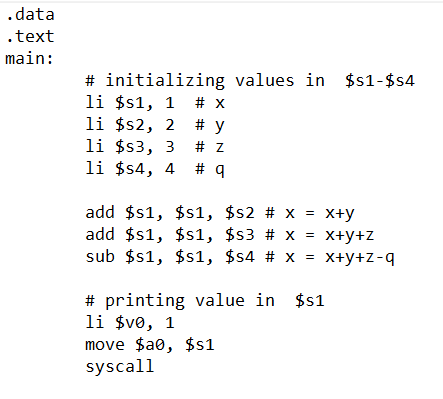 .data
.text
main:
# initializing values in  $s1-$s4
li $s1, 1  # x
li $s2, 2  # y
li $s3, 3  # z
li $s4, 4  # q
add $s1, $s1, $s2 # x = x+y
add $s1, $s1, $s3 # x = x+y+z
sub $s1, $s1, $s4 # x = x+y+z-q
# printing value in  $s1
li $v0, 1
move $a0, $s1
syscall